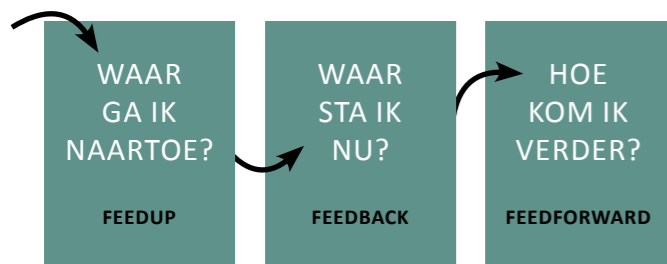 WAAR
GA IK
NAARTOE?
FEEDUP
WAAR
STA IK
NU?
FEEDBACK
HOE
KOM IK
VERDER?
FEEDFORWARD